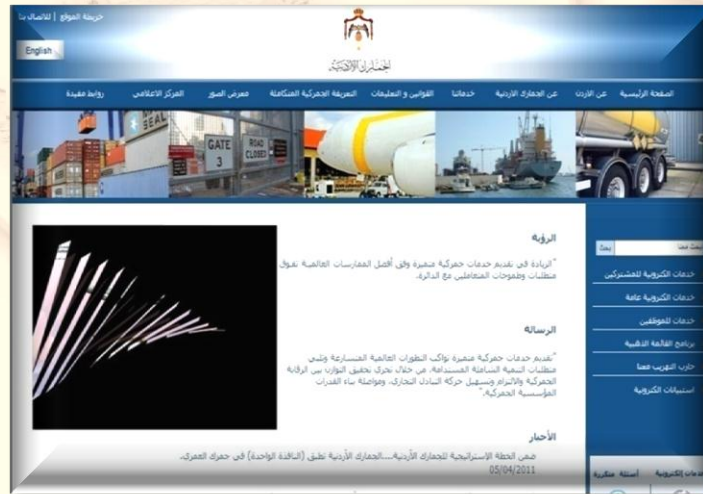 خريطة الموقع | للاتصال بنا
English
الجمارك الأردنية
الصفحة الرئيسية عن الاردن عن الجمارك الاردنية خدماتنا القوانين و التعليمات التعريفة الجمركية المتكاملة معرض الصور المركز الاعلامي روابط مفيدة
SEAL
GATE 3
ROAD CLOSED
ابحث هنا بحث
خدمات الكترونية للمشتركين
خدمات الكترونية عامة
خدمات للموظفين
برنامج القائمة الذهبية
حارب التهريب معنا
استبيانات الكترونية
خدمات إلكترونية أسئلة متكررة
الرؤية
"الريادة في تقديم خدمات جمركية متميزة وفق أفضل الممارسات العالمية تفوق
متطلبات وطموحات المتعاملين مع الدائرة.
الرسالة
"تقديم خدمات جمركية متميزة تواكب التطورات العالمية المتسارعة وتلبي
متطلبات التنمية الشاملة المستدامة، من خلال تحري تحقيق التوازن بين الرقابة
الجمركية والالتزام وتسهيل حركة التبادل التجاري، ومواصلة بناء القدرات
المؤسسية الجمركية."
الأخبار
ضمن الخطة الاستراتيجية للجمارك الأردنية....الجمارك الأردنية تطبق (النافذة الواحدة) في جمرك العمري.
05/04/2011